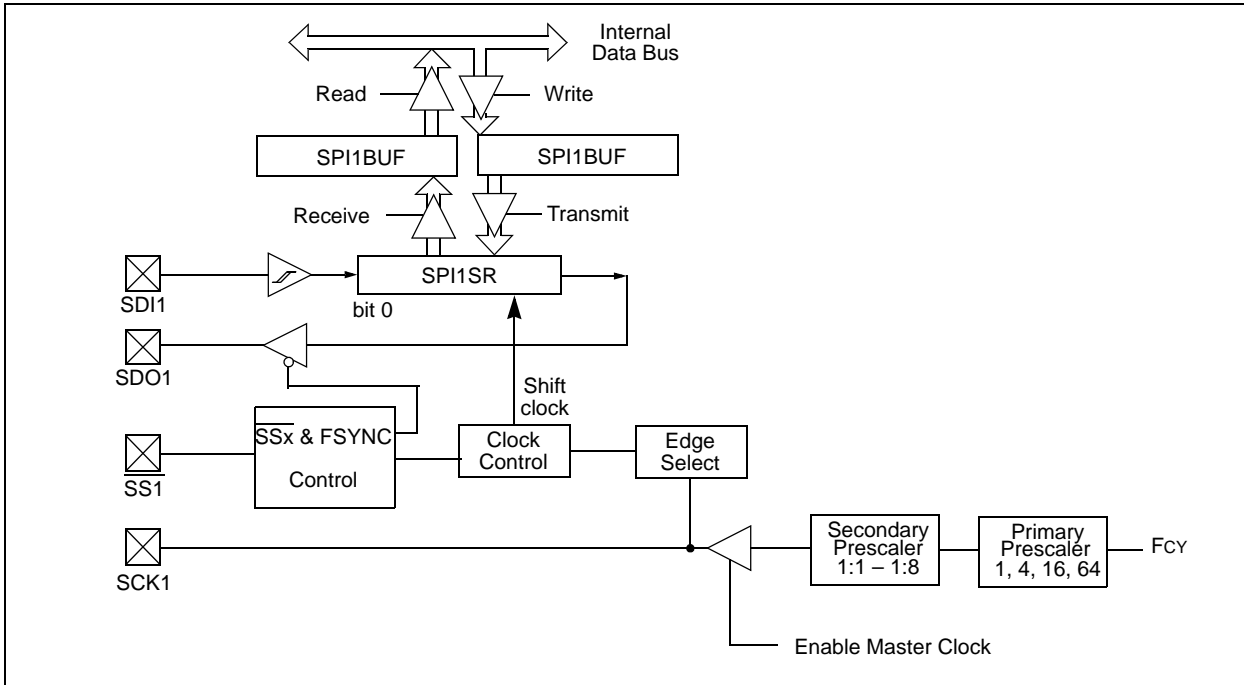 Internal
Data Bus
Read
Write
SPI1BUF
SPI1BUF
Receive
Transmit
SPI1SR
SDI1
bit 0
SDO1
Shift
clock
SSx & FSYNC
Control
Clock
Control
Edge
Select
SS1
Secondary
Prescaler
1:1 – 1:8
Primary
Prescaler
1, 4, 16, 64
FCY
SCK1
Enable Master Clock